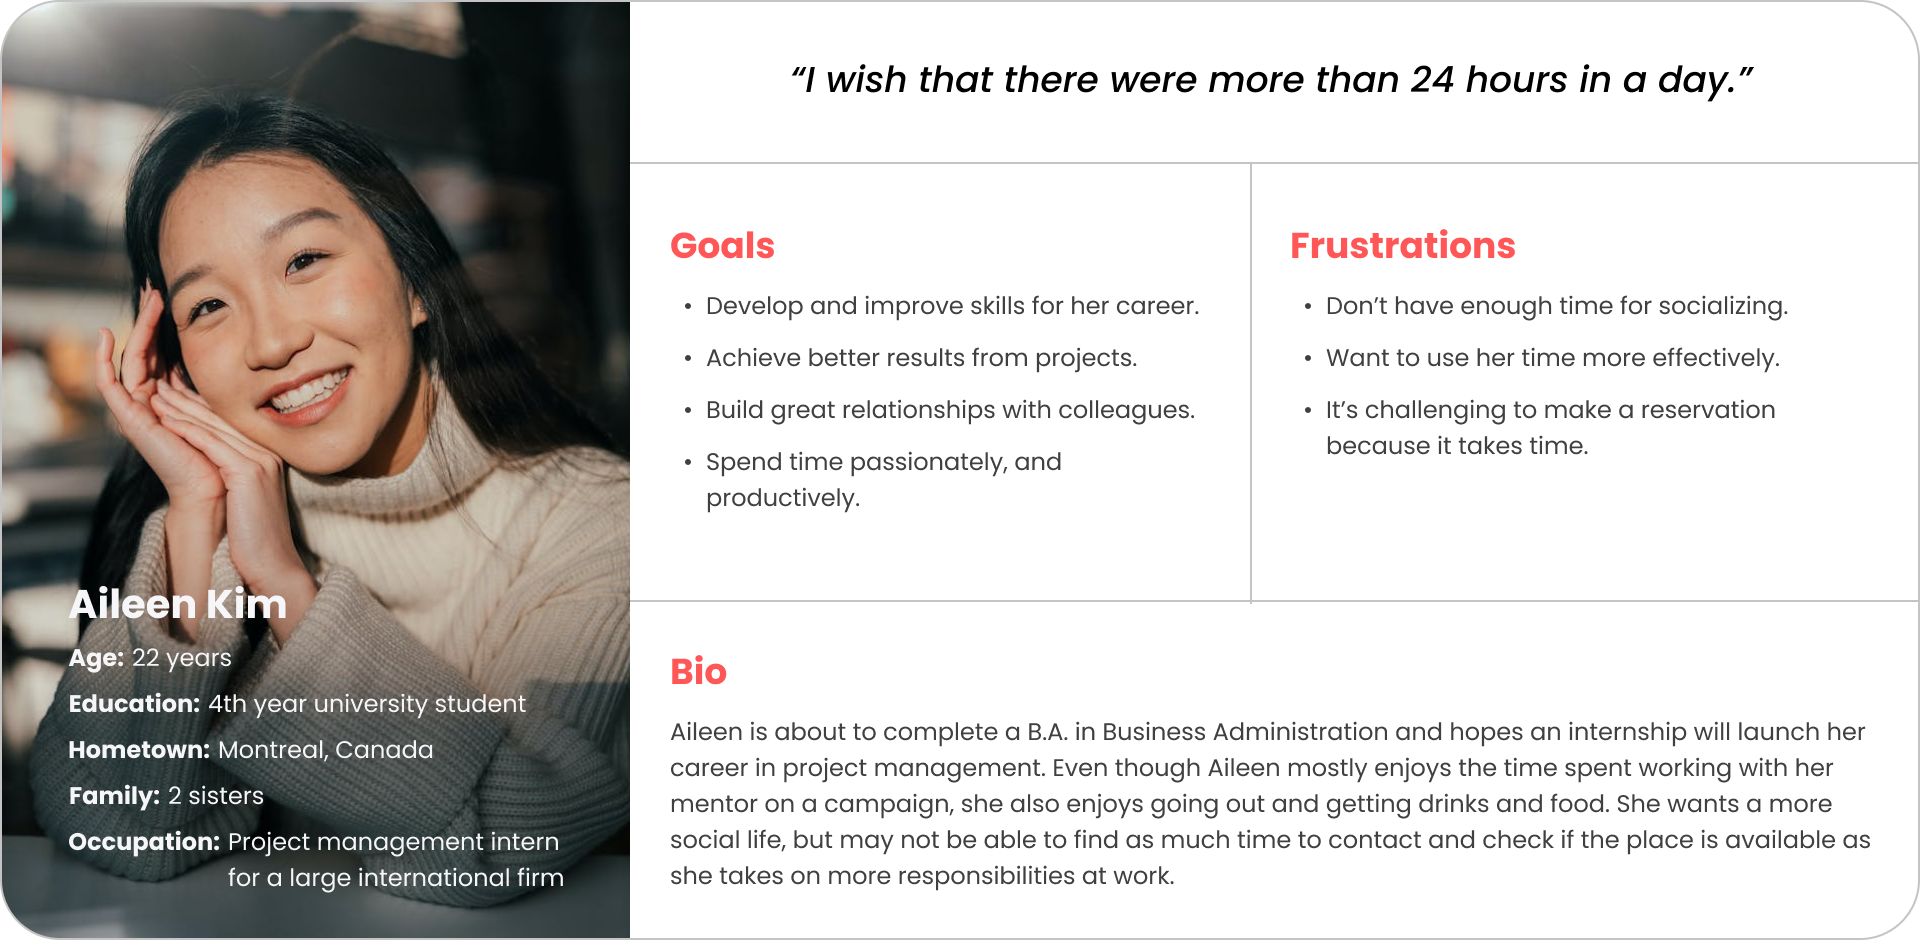 “I wish that there were more than 24 hours in a day.”
Goals
• Develop and improve skills for her career.
• Achieve better results from projects.
• Build great relationships with colleagues.
• Spend time passionately, and
productively.
Frustrations
• Don’t have enough time for socializing.
• Want to use her time more effectively.
• It’s challenging to make a reservation
because it takes time.
Aileen Kim
Age: 22 years
Education: 4th year university student
Hometown: Montreal, Canada
Family: 2 sisters
Occupation: Project management intern
for a large international firm
Bio
Aileen is about to complete a B.A. in Business Administration and hopes an internship will launch her
career in project management. Even though Aileen mostly enjoys the time spent working with her
mentor on a campaign, she also enjoys going out and getting drinks and food. She wants a more
social life, but may not be able to find as much time to contact and check if the place is available as
she takes on more responsibilities at work.